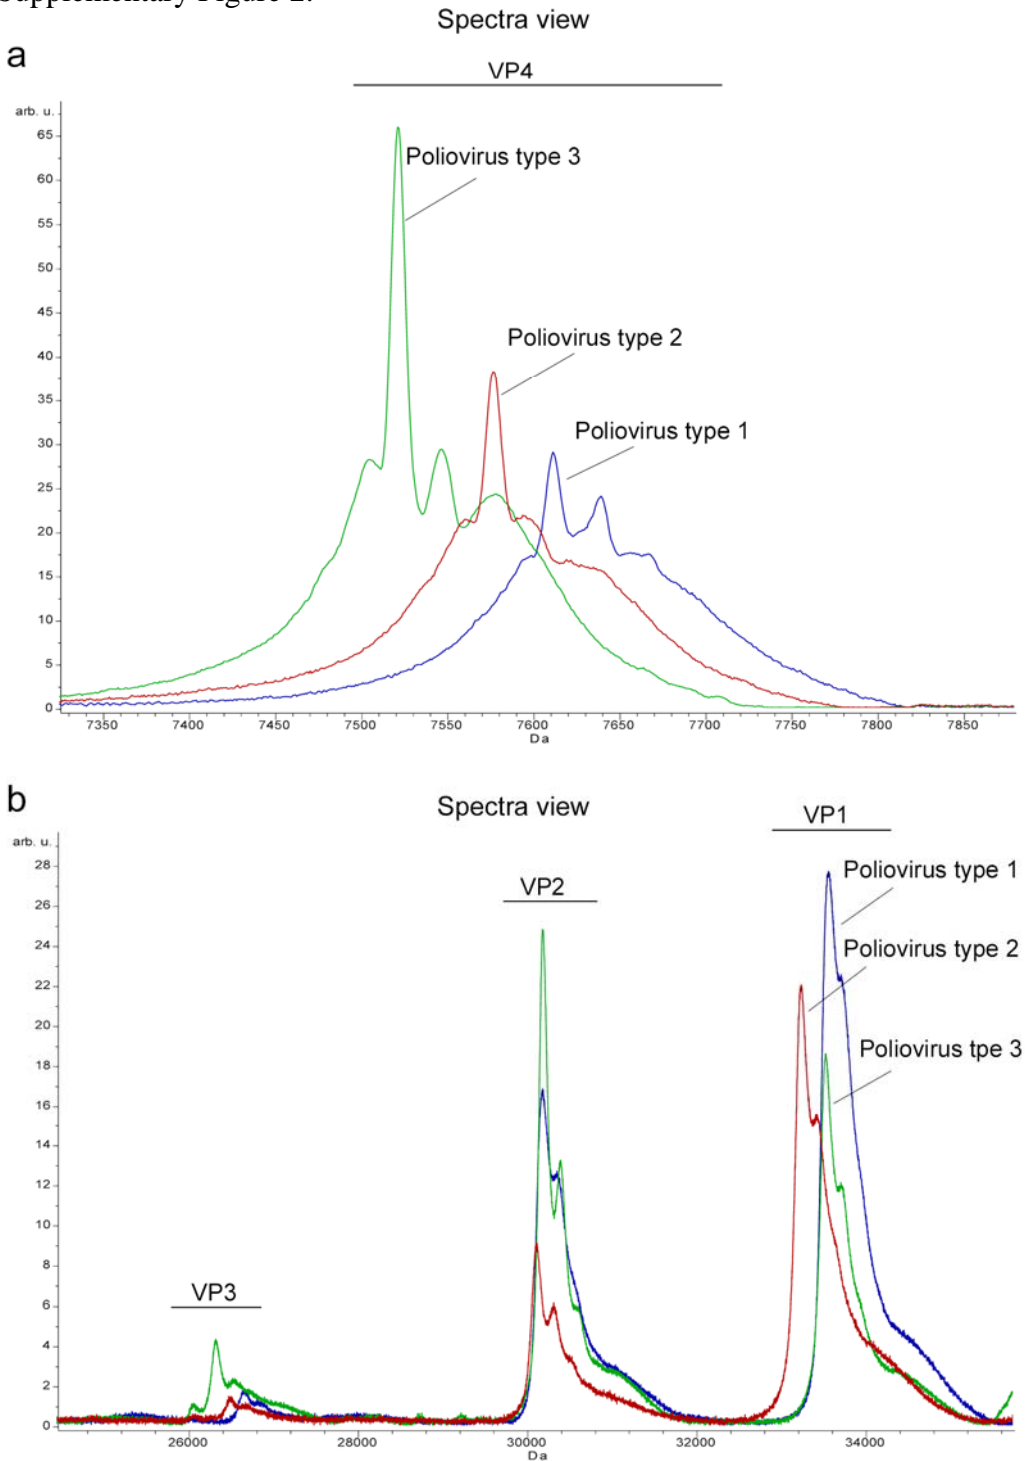 Supplementary Figure 2.
Spectra view
a
VP4
arb. u.
65
60
55
50
45
40
35
30
25
20
15
10
5
0
Poliovirus type 3
Poliovirus type 2
Poliovirus type 1
7350 7400 7450 7500 7550 7600 7650 7700 7750 7800 7850
Da
b
Spectra view
VP1
arb. u.
28
26
24
22
20
18
16
14
12
10
8
6
4
2
0
VP2
VP3
Poliovirus type 1
Poliovirus type 2
Poliovirus tpe 3
26000 28000 30000 32000 34000
Da